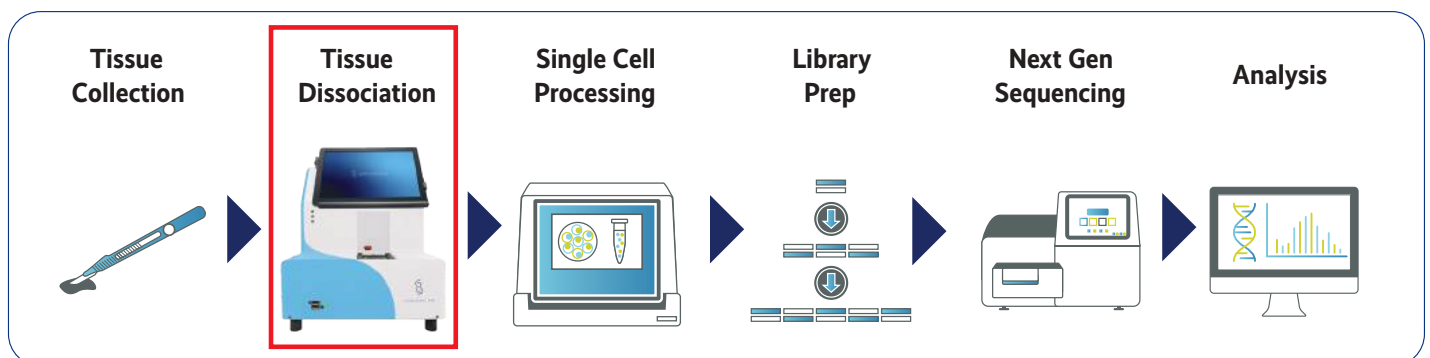 Tissue
Collection
Tissue
Dissociation
Single Cell
Processing
Library
Prep
Next Gen
Sequencing
Analysis